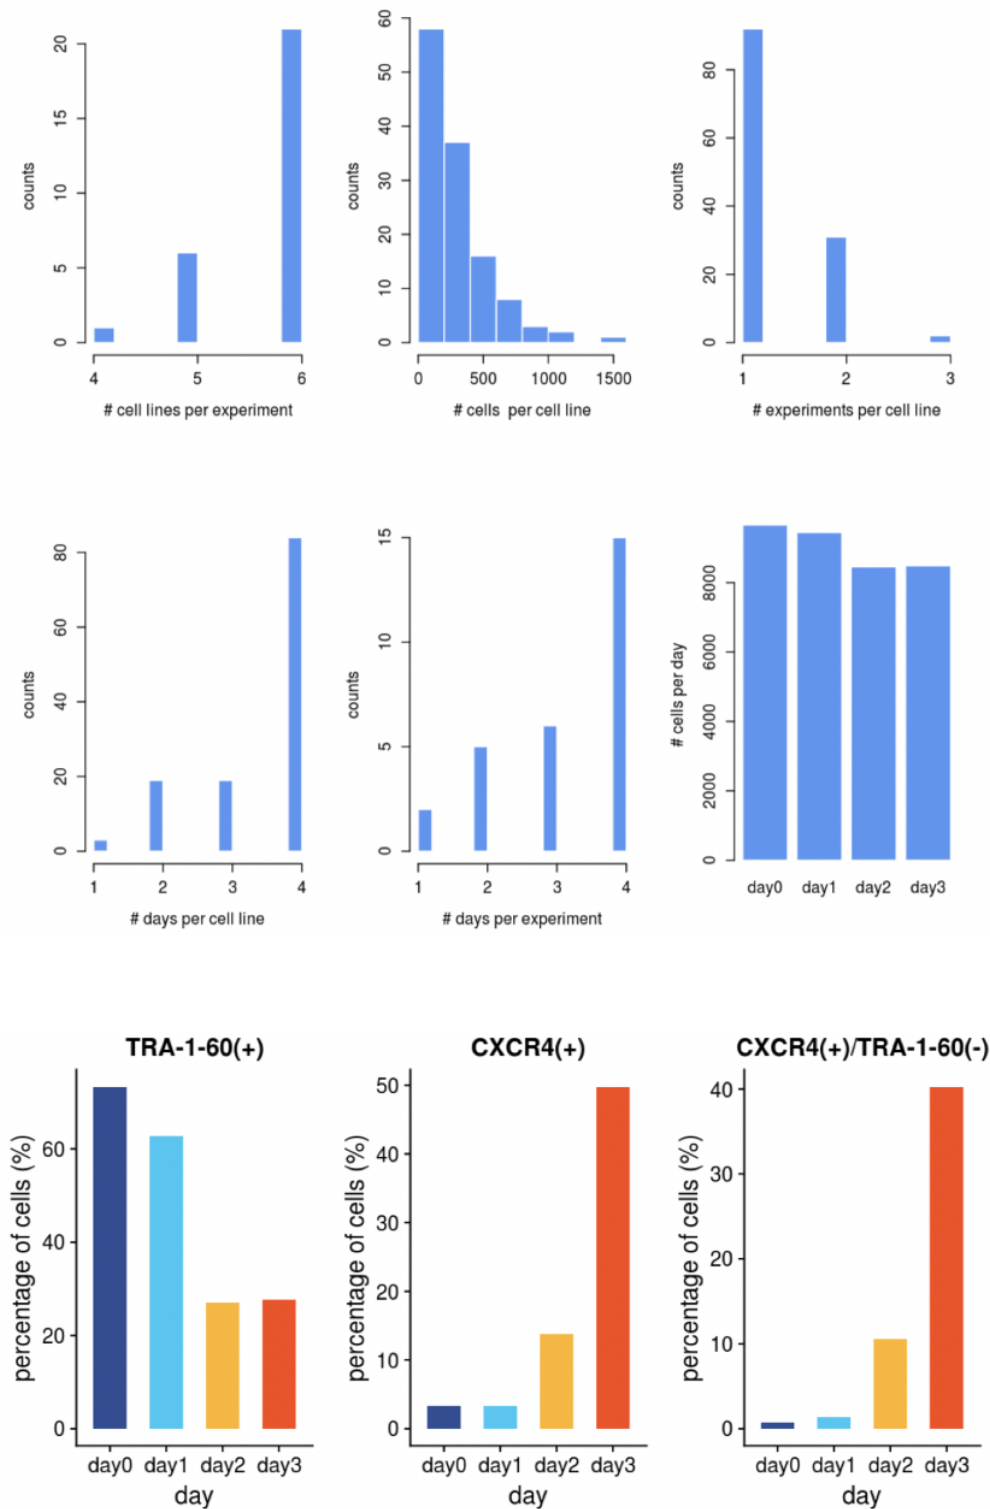 counts
20
15
10
5
0
4 5 6
# cell lines per experiment
counts
60
50
40
30
20
10
0
0 500 1000 1500
# cells per cell line
counts
80
60
40
20
0
1 2 3
# experiments per cell line
counts
80
60
40
20
0
1 2 3 4
# days per cell line
counts
15
10
5
0
1 2 3 4
# days per experiment
# cells per day
8000
6000
4000
2000
0
day0 day1 day2 day3
TRA-1-60(+)
percentage of cells (%)
60
40
20
0
day0 day1 day2 day3
day
CXCR4(+)
percentage of cells (%)
50
40
30
20
10
0
day0 day1 day2 day3
day
CXCR4(+)/TRA-1-60(-)
percentage of cells (%)
40
30
20
10
0
day0 day1 day2 day3
day